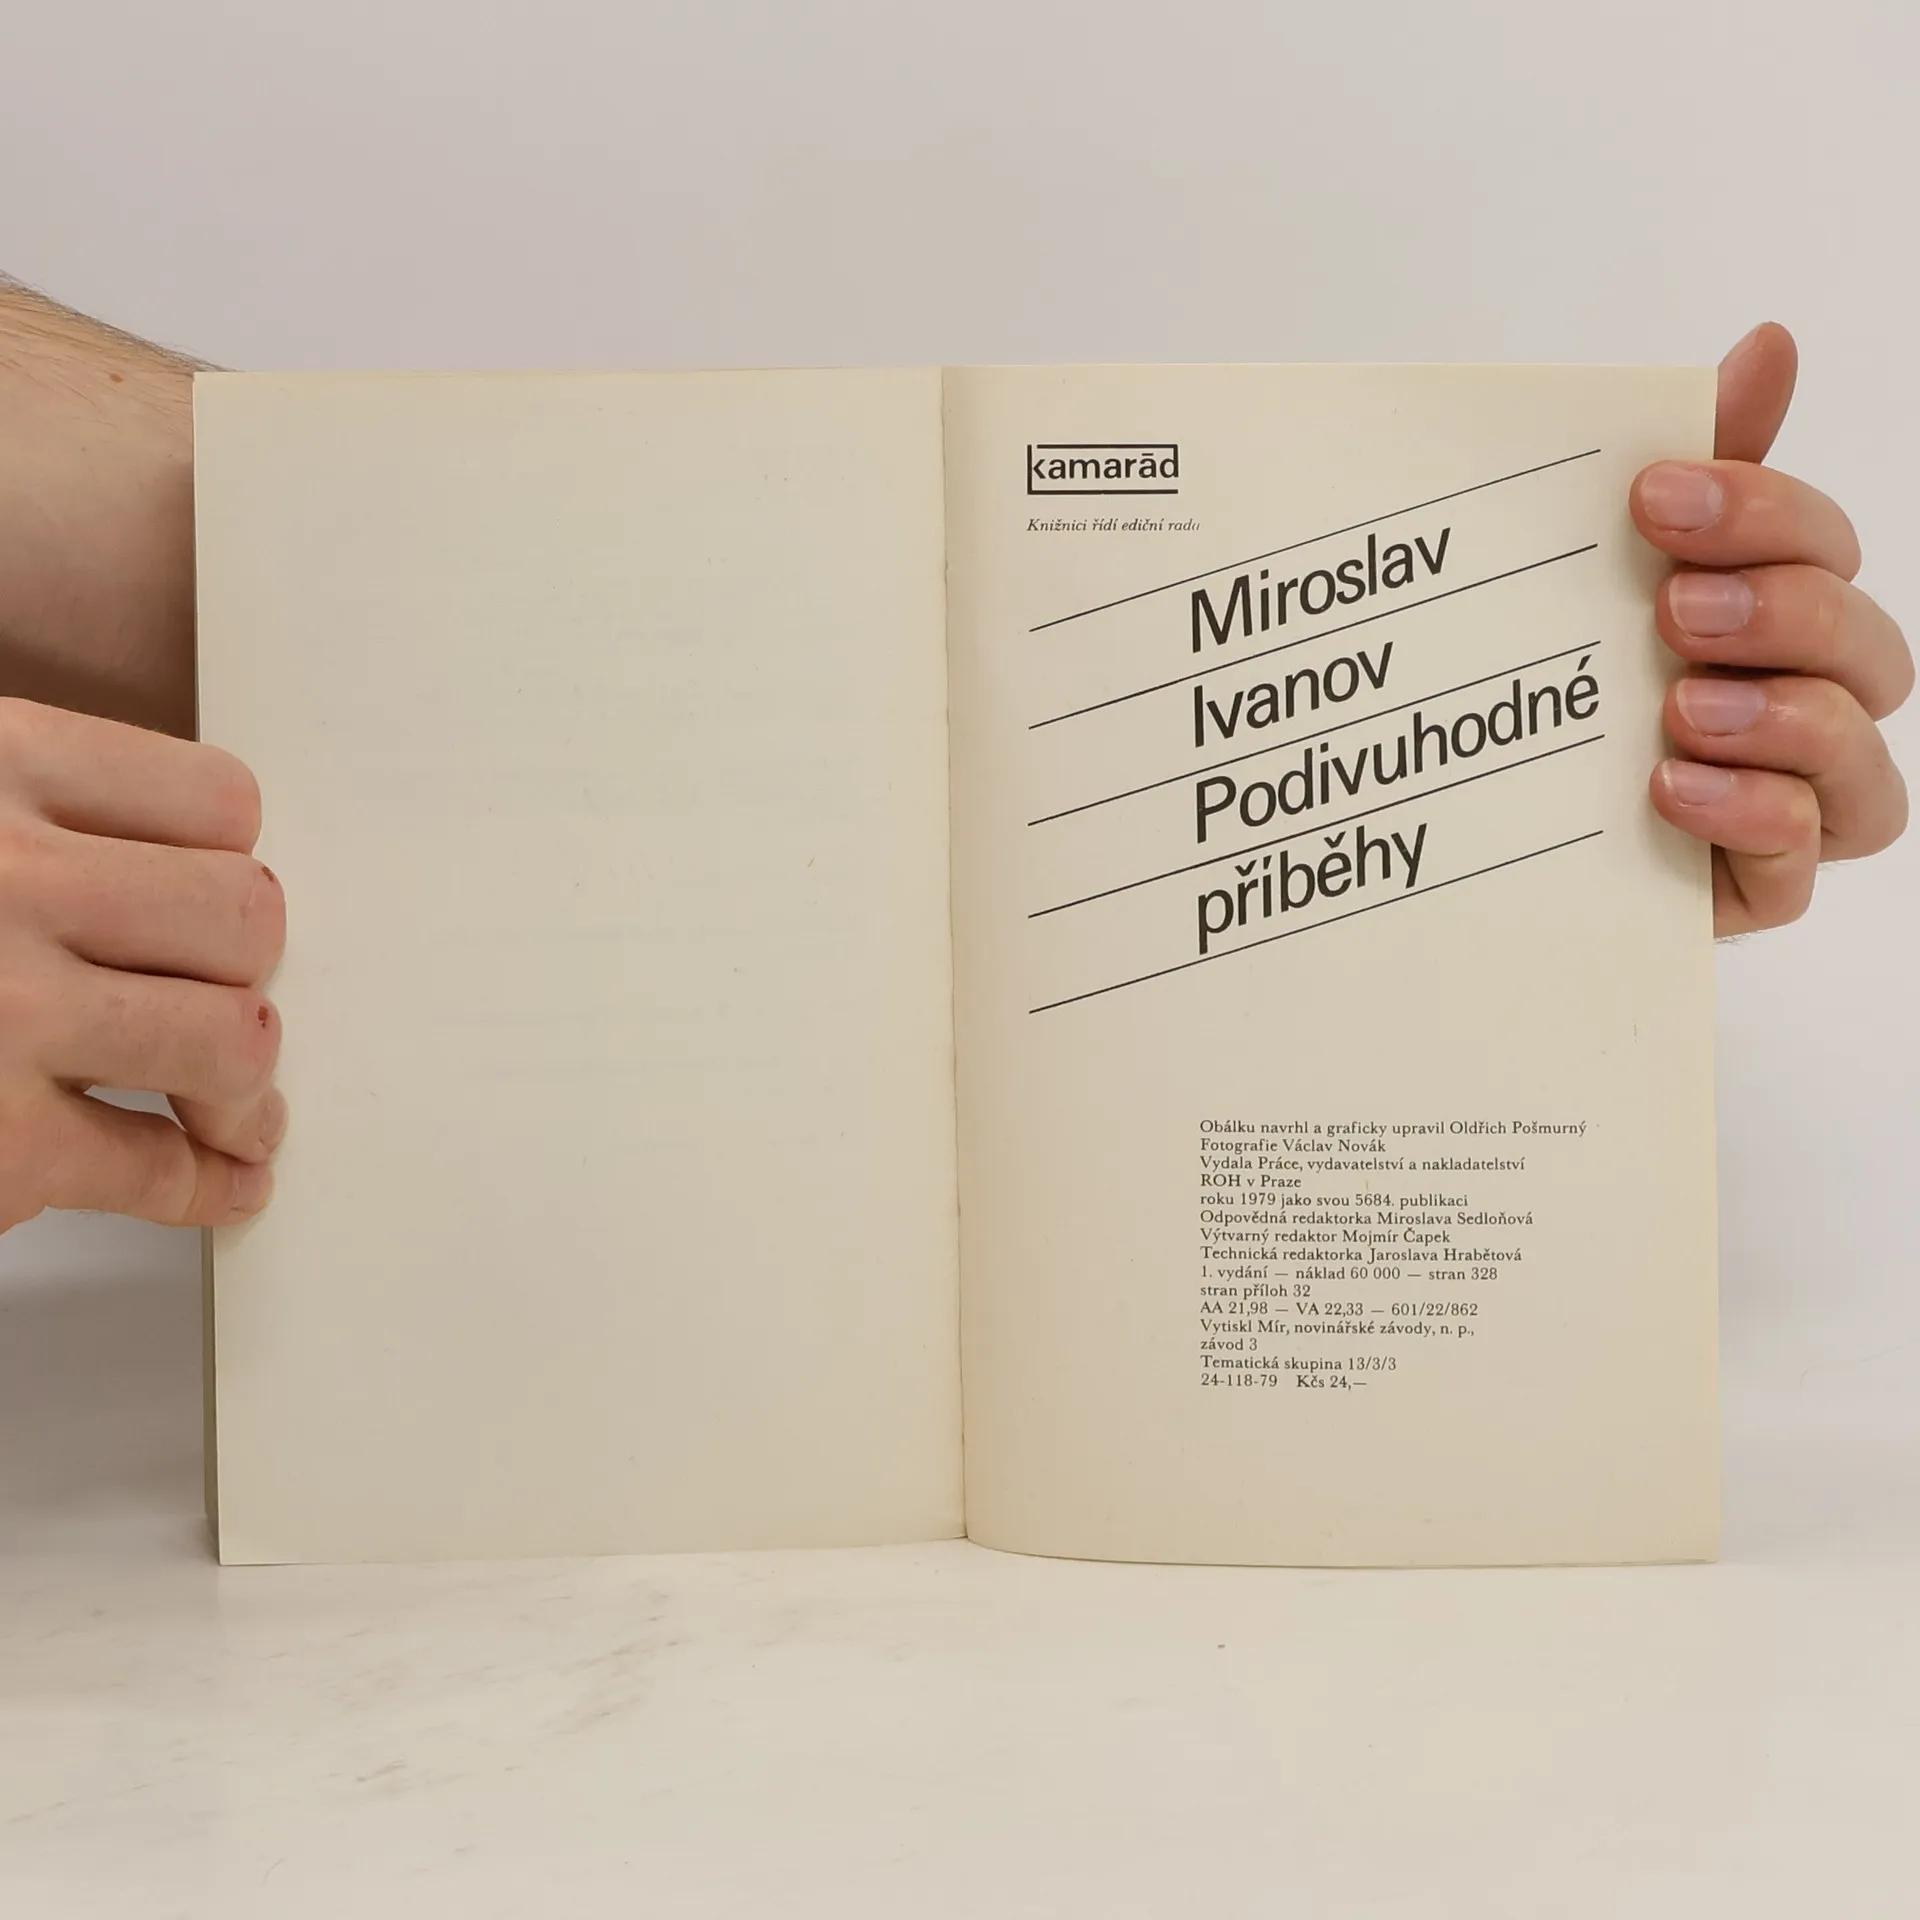 kamarād
Knižnici řídí ediční rada
Miroslav
Ivanov
Podivuhodné
příběhy
Obálku navrhl a graficky upravil Oldřich Pošmurný
Fotografie Václav Novák
Vydala Práce, vydavatelství a nakladatelství
ROH v Praze
roku 1979 jako svou 5684. publikaci
Odpovědná redaktorka Miroslava Sedloňová
Výtvarný redaktor Mojmír Čapek
Technická redaktorka Jaroslava Hrabětová
1. vydání — náklad 60 000 — stran 328
stran příloh 32
AA 21,98 — VA 22,33 — 601/22/862
Vytiskl Mír, novinářské závody, n. p.,
závod 3
Tematická skupina 13/3/3
24-118-79 Kčs 24,—